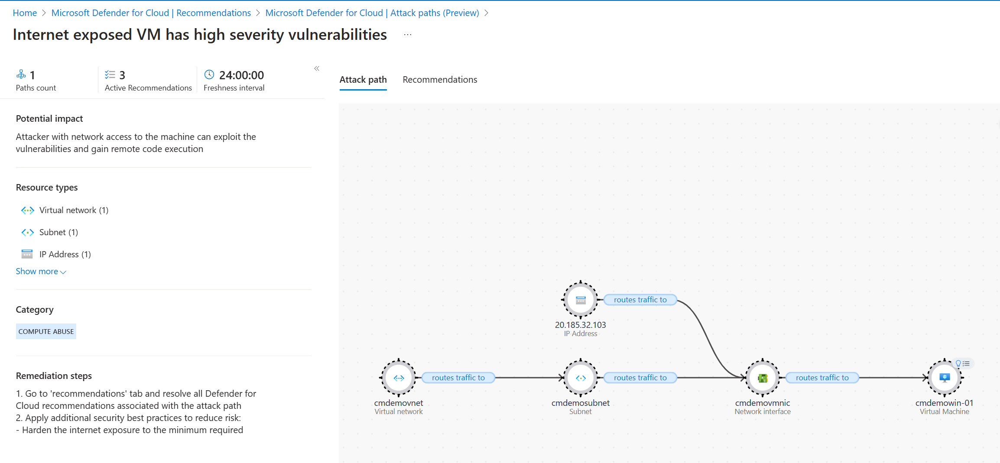 Home > Microsoft Defender for Cloud | Recommendations > Microsoft Defender for Cloud | Attack paths (Preview) >
Internet exposed VM has high severity vulnerabilities ...
1
Paths count
3
Active Recommendations
24:00:00
Freshness interval
Potential impact
Attacker with network access to the machine can exploit the
vulnerabilities and gain remote code execution
Resource types
Virtual network (1)
Subnet (1)
IP Address (1)
Show more
Category
COMPUTE ABUSE
Remediation steps
1. Go to 'recommendations' tab and resolve all Defender for
Cloud recommendations associated with the attack path
2. Apply additional security best practices to reduce risk:
- Harden the internet exposure to the minimum required
Attack path
Recommendations
routes traffic to
20.185.32.103
IP Address
routes traffic to
routes traffic to
routes traffic to
cmdemovnet
Virtual network
cmdemosubnet
Subnet
cmdemovmnic
Network interface
cmdemowin-01
Virtual Machine